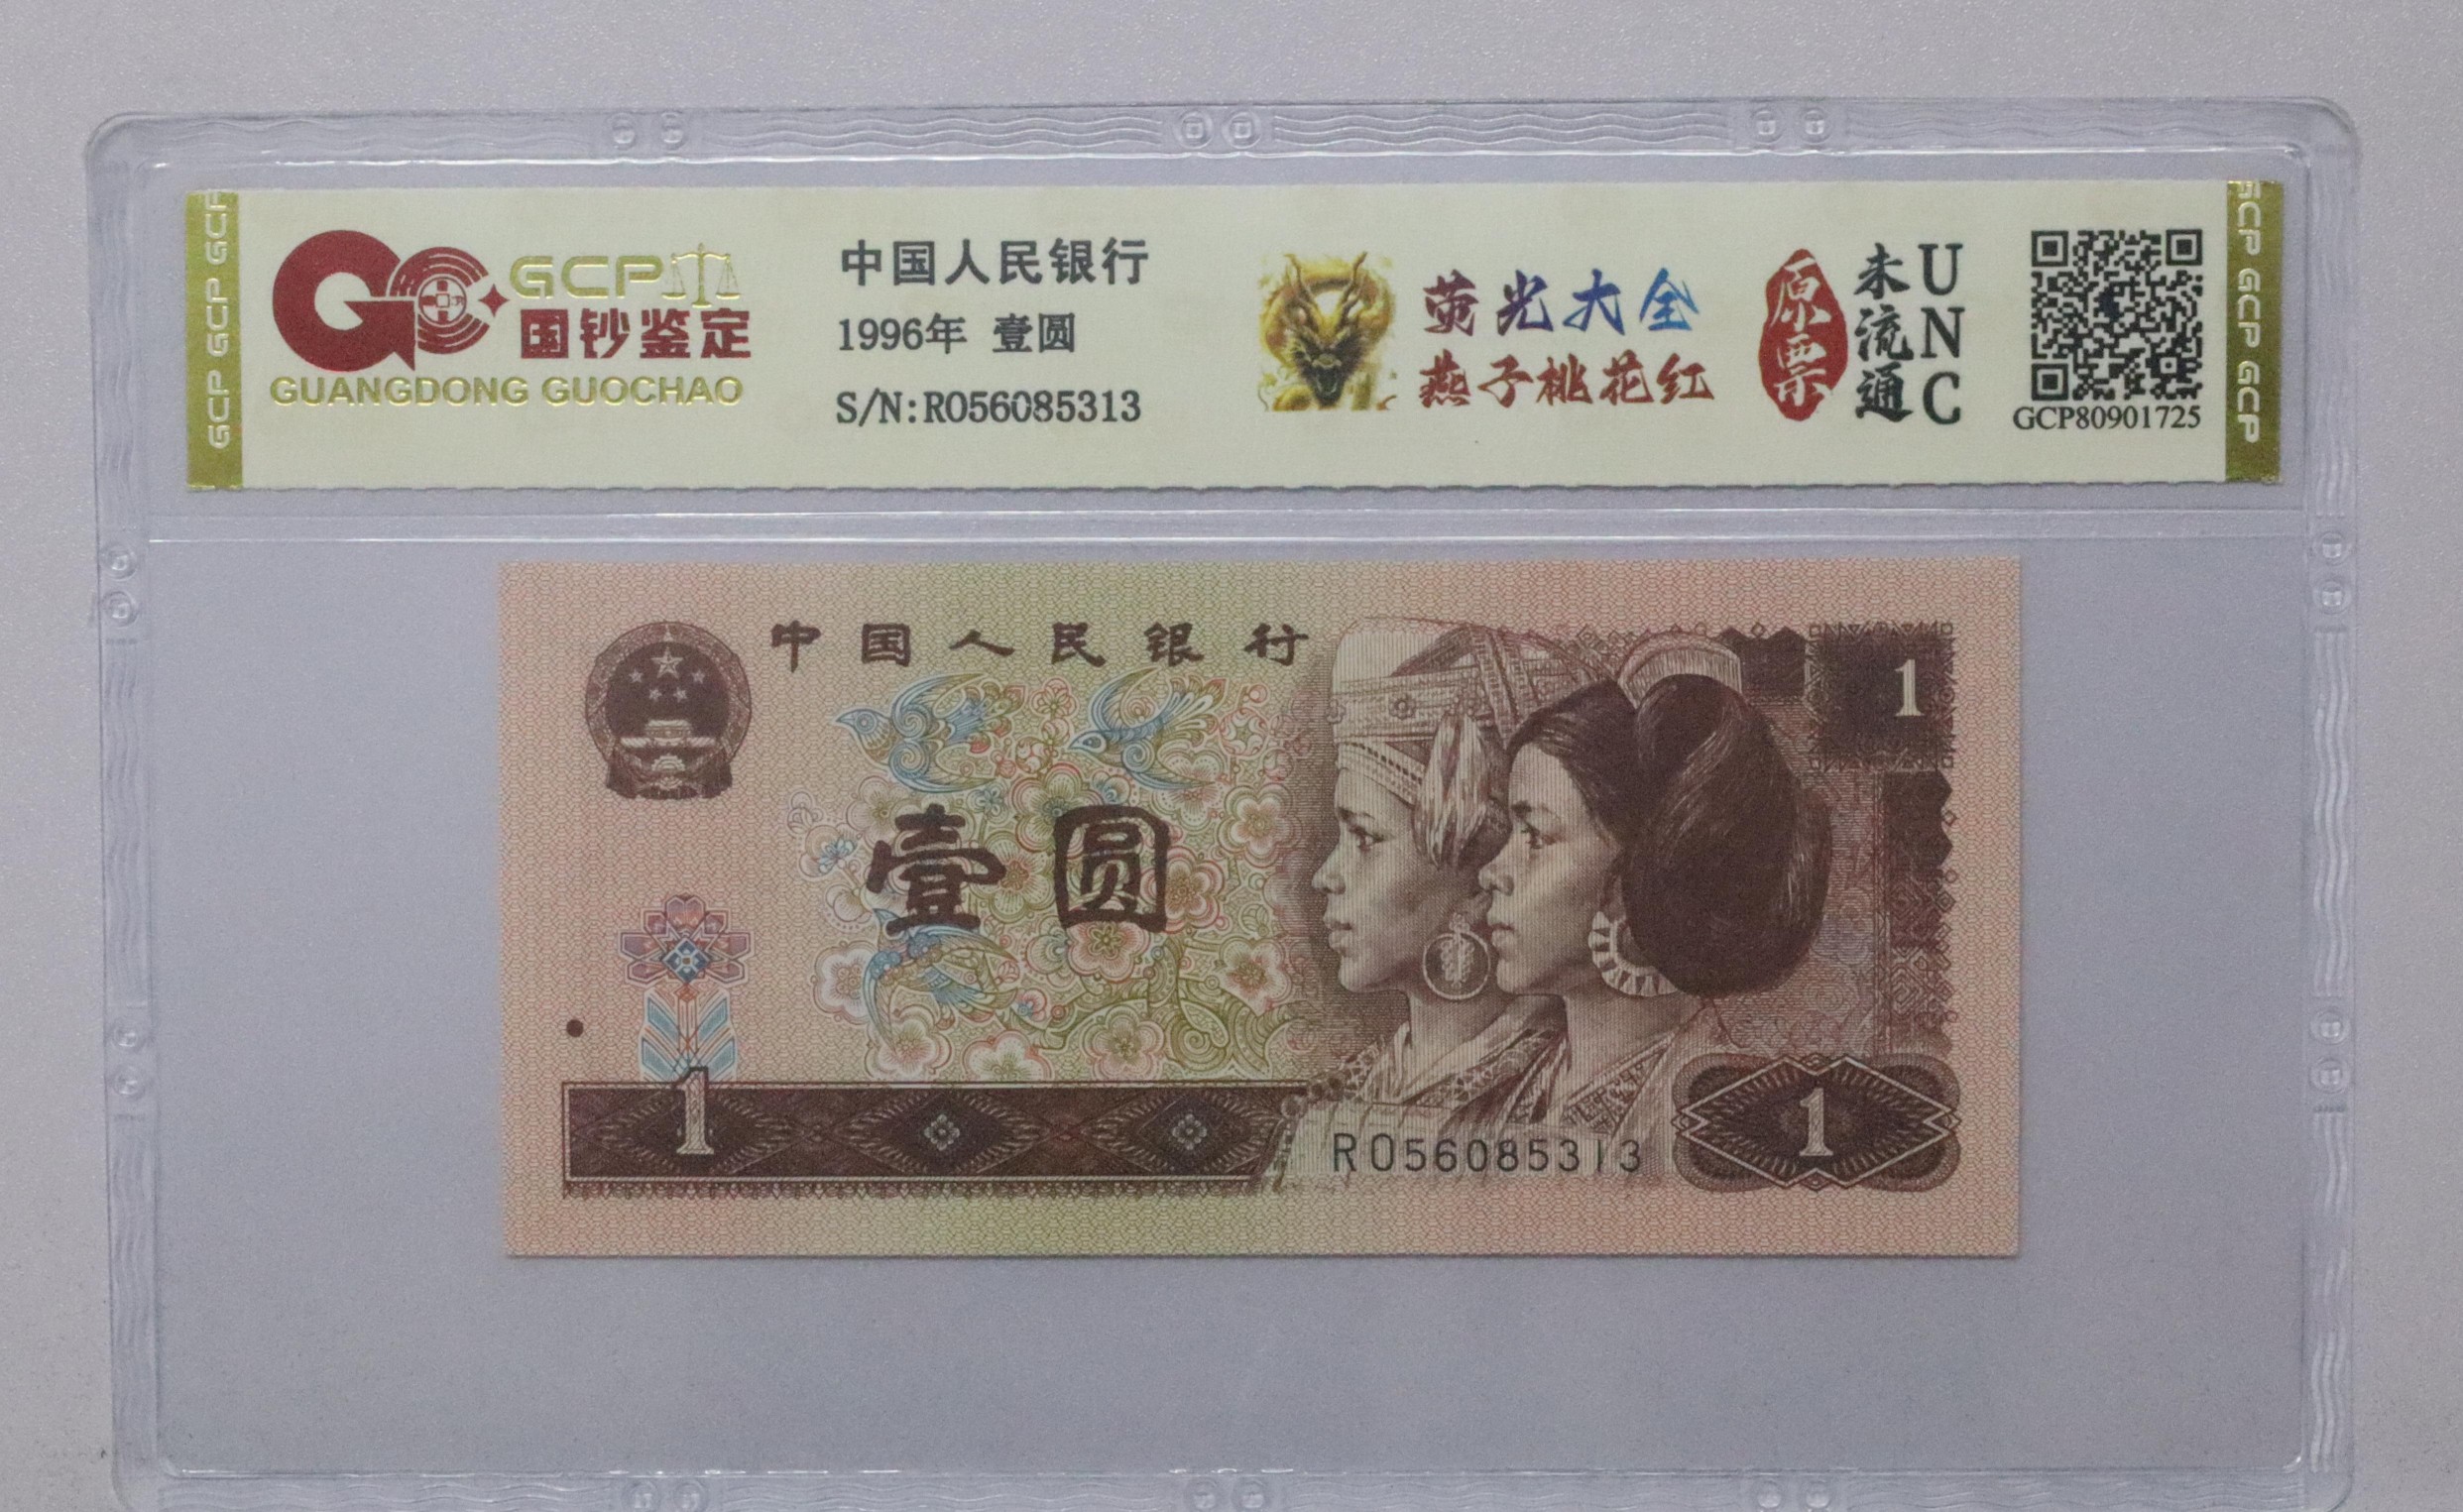 GCP GCP GCP
GCP
国钞鉴定
GUANGDONG GUOCHAO
中国人民银行
1996年 壹圆
S/N:RO56085313
荧光大全
燕子桃花红
原票
未流通
UNC
GCP80901725
GCP GCP GCP
中国人民银行
1
壹圆
1
RO56085313
1